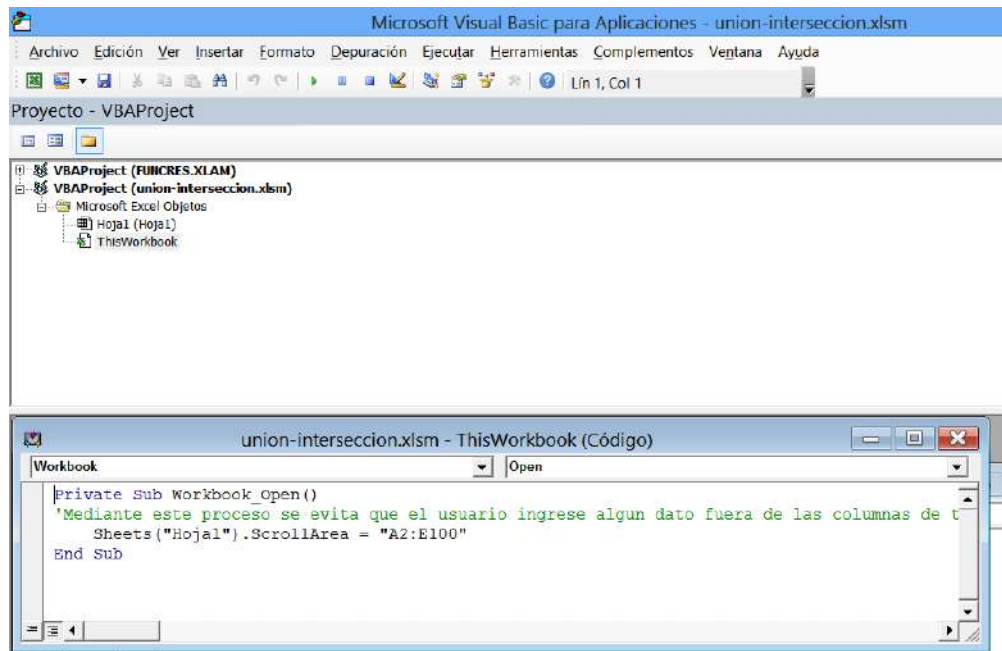 Microsoft Visual Basic para Aplicaciones - union-interseccion.xlsm
Archivo Edición Ver Insertar Formato Depuración Ejecutar Herramientas Complementos Ventana Ayuda
Lín 1, Col 1
Proyecto - VBAProject
VBAProject (FUNCRES.XLAM)
VBAProject (union-interseccion.xlsm)
Microsoft Excel Objetos
Hoja1 (Hoja1)
ThisWorkbook
union-interseccion.xlsm - ThisWorkbook (Código)
Workbook Open
Private Sub Workbook_Open()
'Mediante este proceso se evita que el usuario ingrese algun dato fuera de las columnas de t
Sheets("Hoja1").ScrollArea = "A2:E100"
End Sub